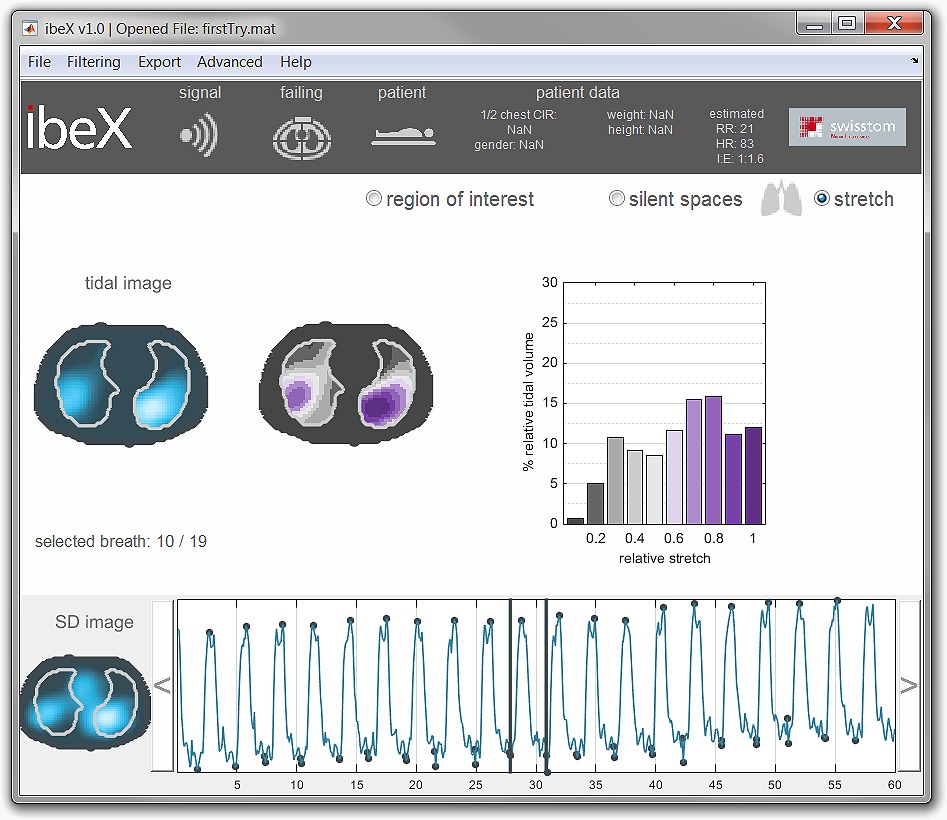 ibeX v1.0 | Opened File: firstTry.mat
File Filtering Export Advanced Help
ibeX
signal failing patient patient data
1/2 chest CIR:
NaN
gender: NaN
weight: NaN
height: NaN
estimated
RR: 21
HR: 83
I:E: 1:1.6
swisstom
region of interest silent spaces stretch
tidal image
30
25
20
15
10
5
0
% relative tidal volume
0.2 0.4 0.6 0.8 1
relative stretch
selected breath: 10 / 19
SD image
< >
5 10 15 20 25 30 35 40 45 50 55 60